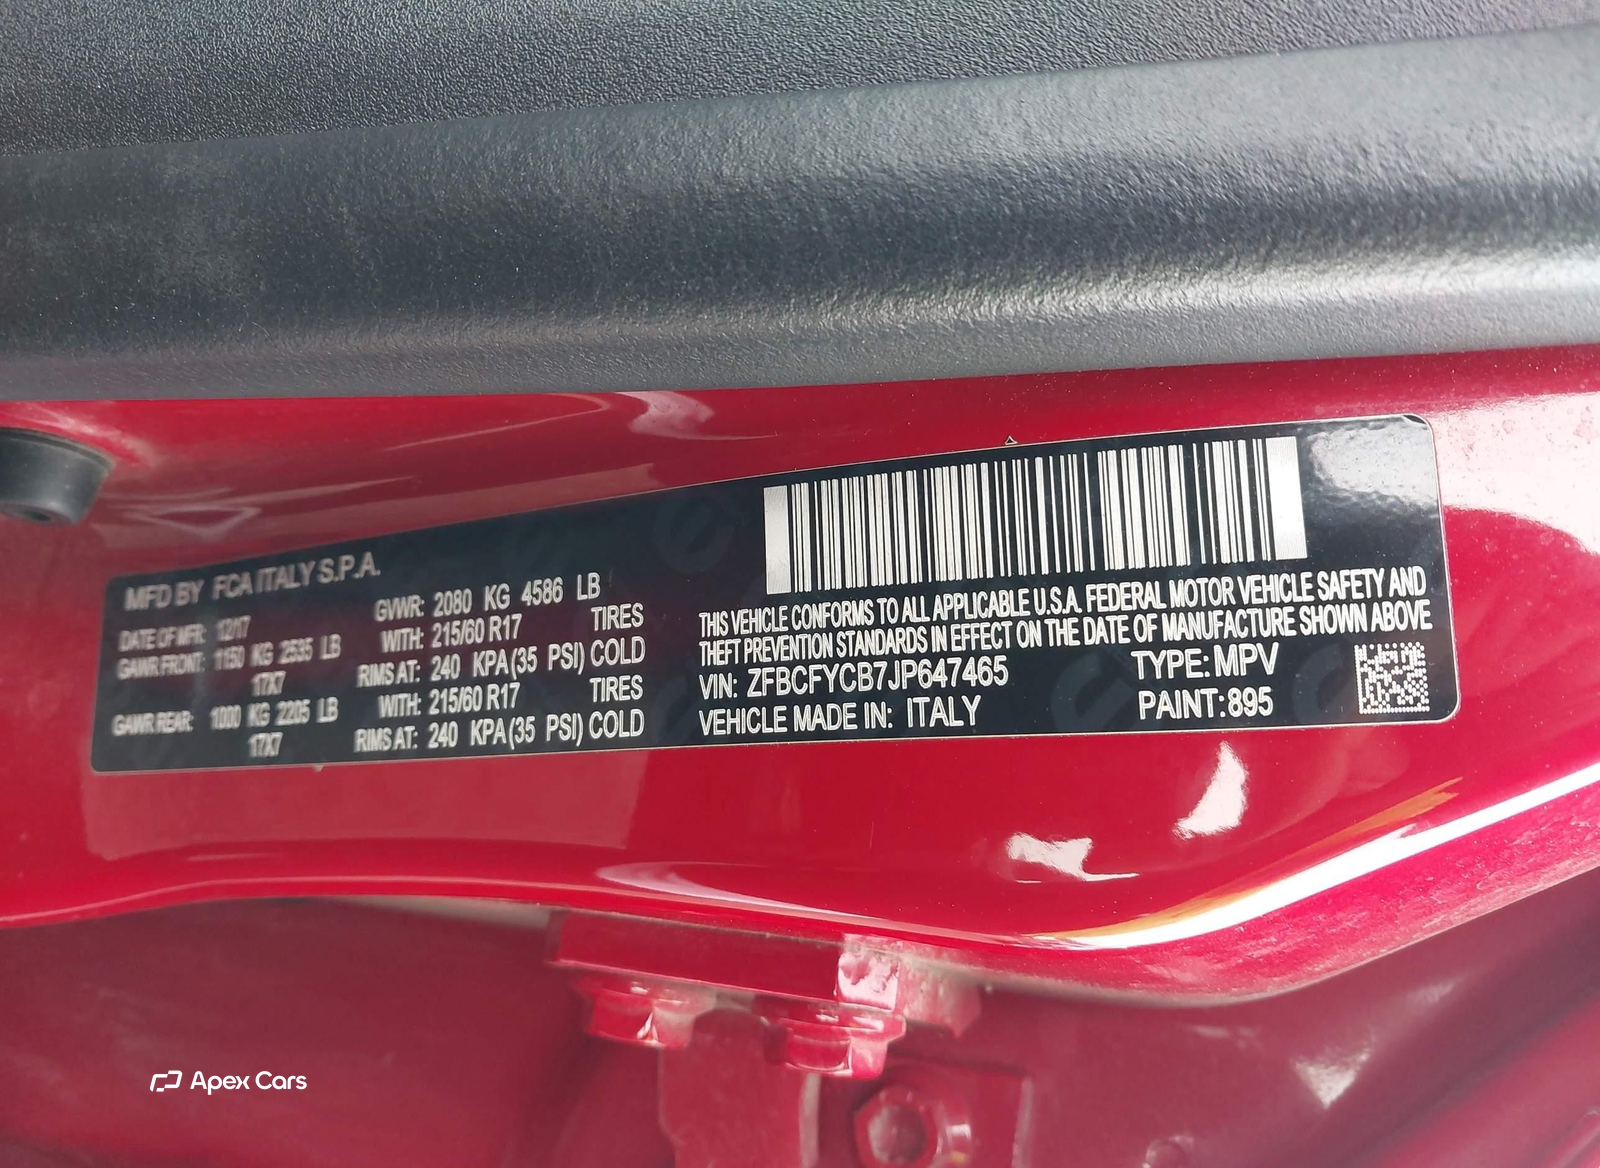 MFD BY FCA ITALY S.P.A.
DATE OF MFR: 12/17 GVWR: 2080 KG 4586 LB
GAWR FRONT: 1150 KG 2535 LB WITH: 215/60 R17 TIRES
17X7 RIMS AT: 240 KPA(35 PSI) COLD
GAWR REAR: 1000 KG 2205 LB WITH: 215/60 R17 TIRES
17X7 RIMS AT: 240 KPA(35 PSI) COLD
THIS VEHICLE CONFORMS TO ALL APPLICABLE U.S.A. FEDERAL MOTOR VEHICLE SAFETY AND
THEFT PREVENTION STANDARDS IN EFFECT ON THE DATE OF MANUFACTURE SHOWN ABOVE
VIN: ZFBCFYCB7JP647465 TYPE: MPV
VEHICLE MADE IN: ITALY PAINT: 895
Apex Cars